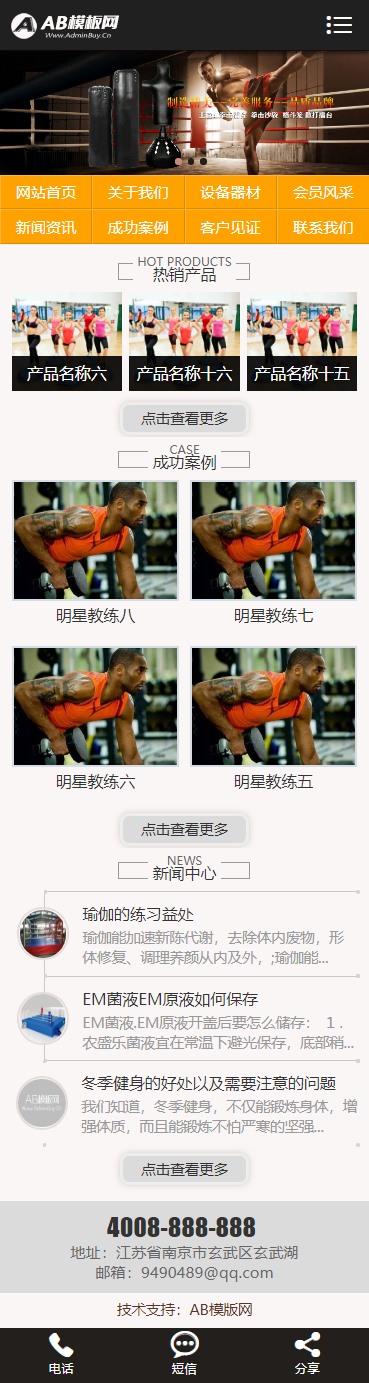 AB模板网
Www.AdminBuy.Cn
网站首页 关于我们 设备器材 会员风采
新闻资讯 成功案例 客户见证 联系我们
HOT PRODUCTS
热销产品
产品名称六 产品名称十六 产品名称十五
点击查看更多
CASE
成功案例
明星教练八 明星教练七
明星教练六 明星教练五
点击查看更多
NEWS
新闻中心
瑜伽的练习益处
瑜伽能加速新陈代谢，去除体内废物，形
体修复、调理养颜从内及外，;瑜伽能...
EM菌液EM原液如何保存
EM菌液.EM原液开盖后要怎么储存： 1．
农盛乐菌液宜在常温下避光保存，底部稍...
AB模板网
冬季健身的好处以及需要注意的问题
我们知道，冬季健身，不仅能锻炼身体，增
强体质，而且能锻炼不怕严寒的坚强...
点击查看更多
4008-888-888
地址：江苏省南京市玄武区玄武湖
邮箱：9490489@qq.com
技术支持：AB模版网
电话 短信 分享